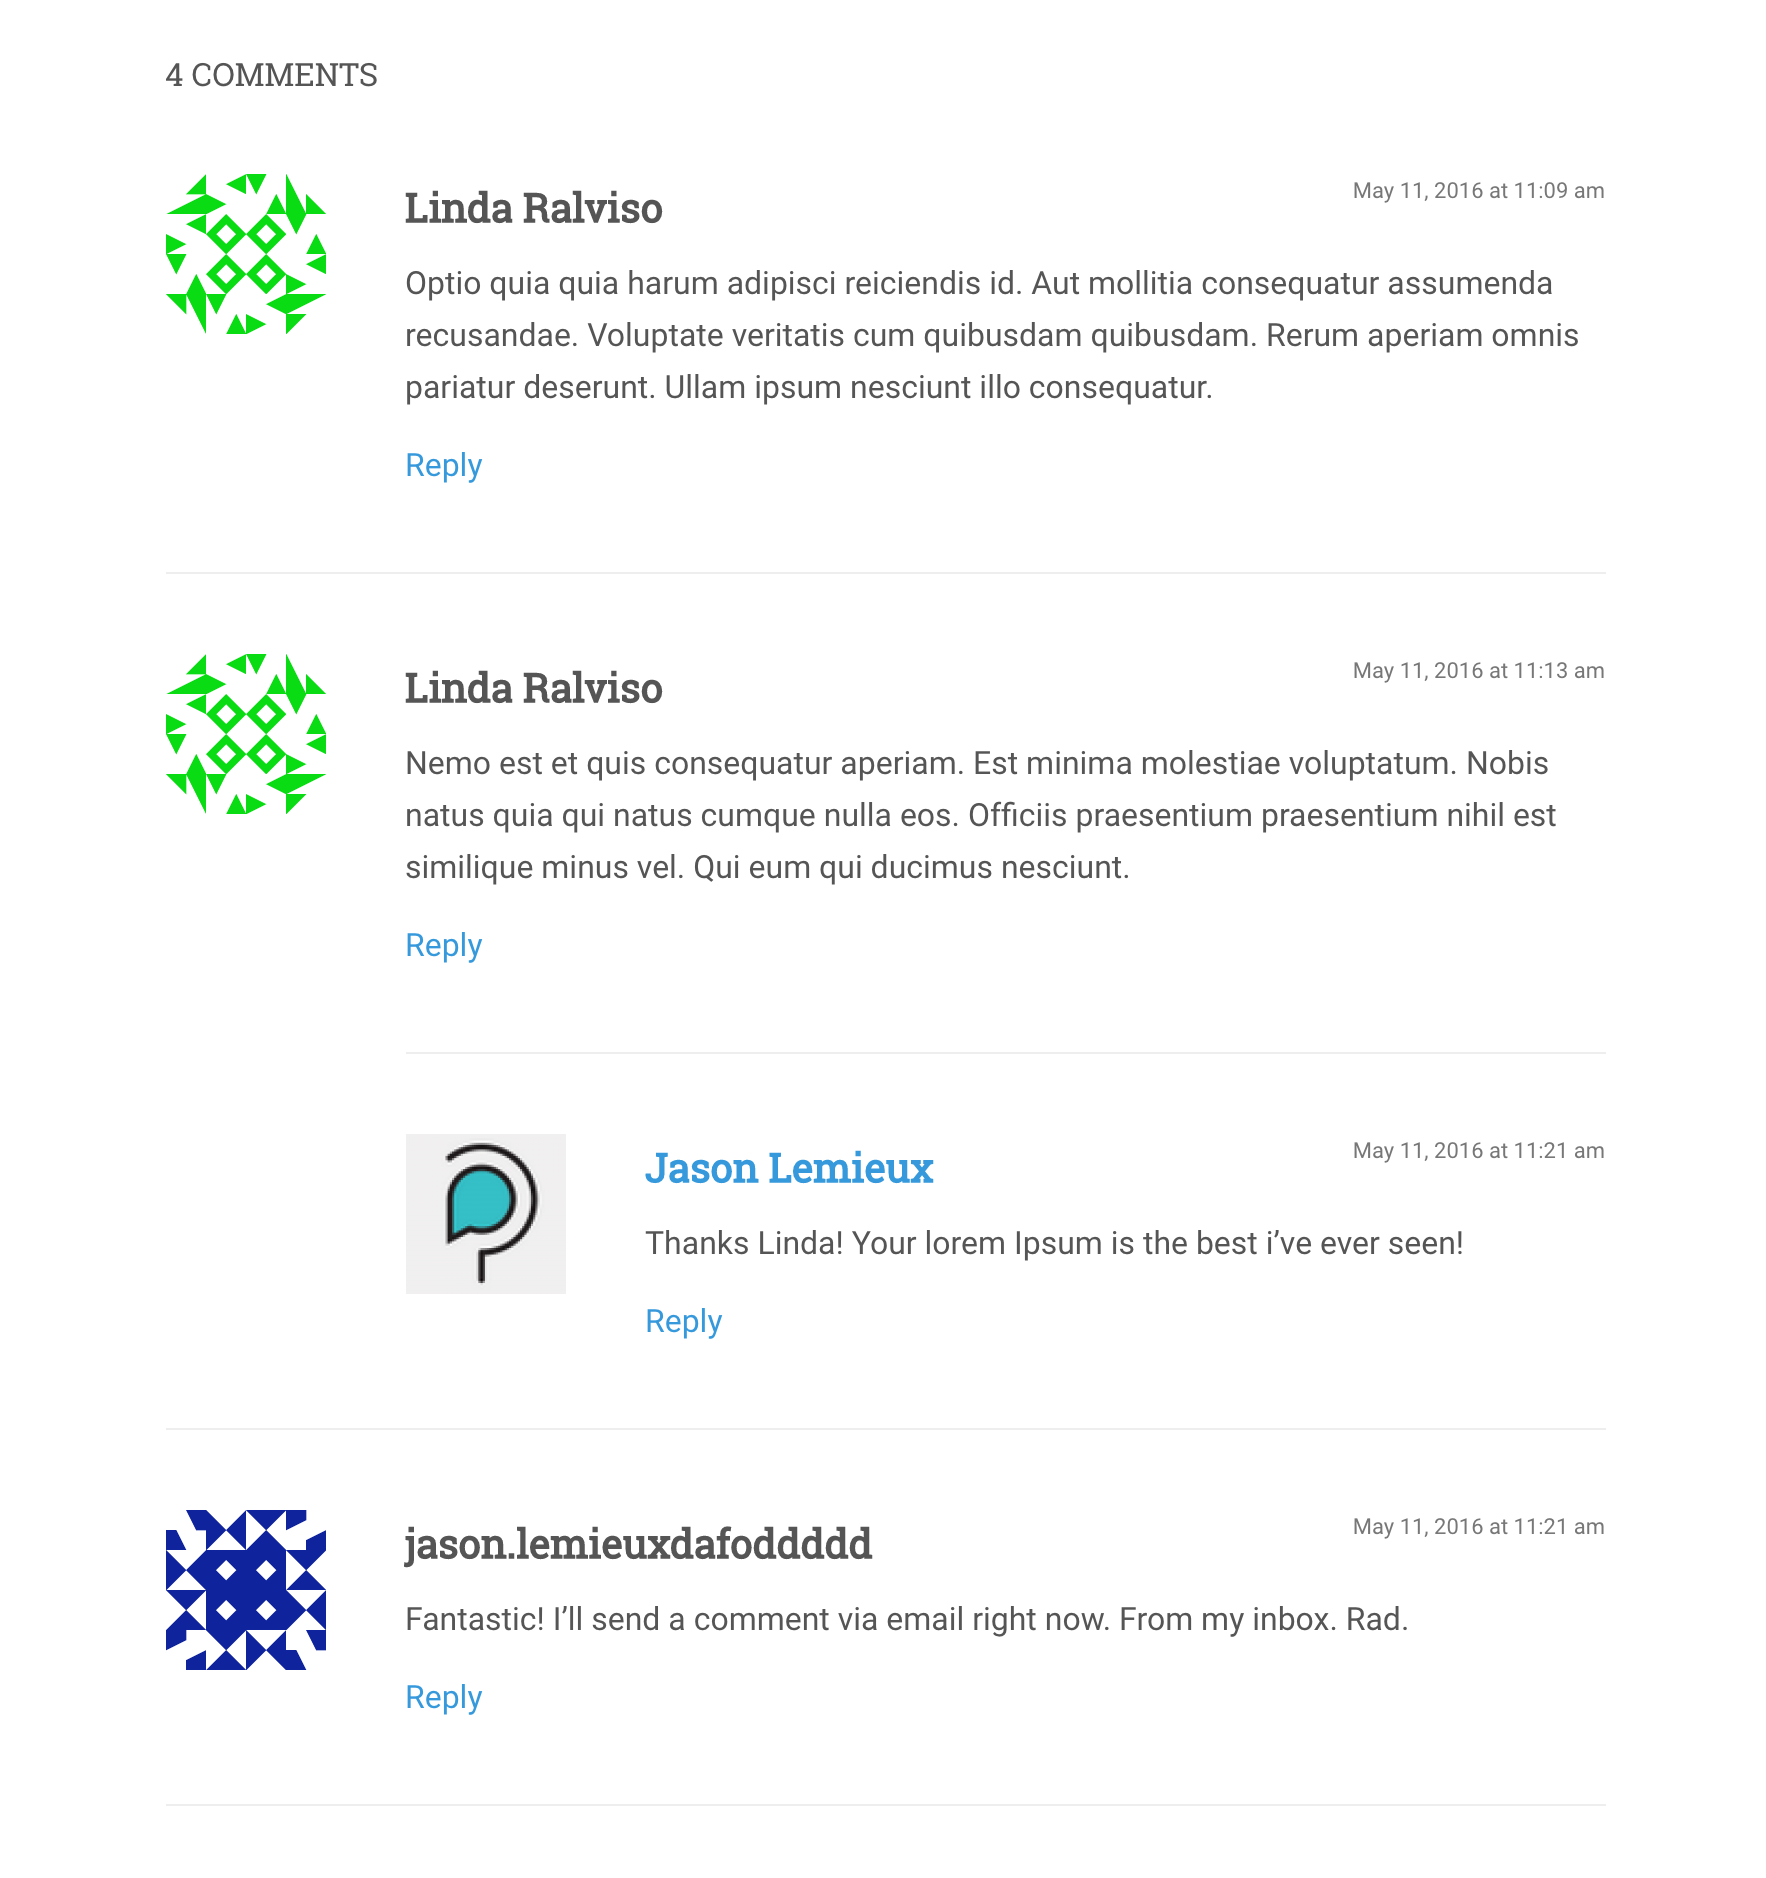 4 COMMENTS
Linda Ralviso
May 11, 2016 at 11:09 am
Optio quia quia harum adipisci reiciendis id. Aut mollitia consequatur assumenda
recusandae. Voluptate veritatis cum quibusdam quibusdam. Rerum aperiam omnis
pariatur deserunt. Ullam ipsum nesciunt illo consequatur.
Reply
Linda Ralviso
May 11, 2016 at 11:13 am
Nemo est et quis consequatur aperiam. Est minima molestiae voluptatum. Nobis
natus quia qui natus cumque nulla eos. Officiis praesentium praesentium nihil est
similique minus vel. Qui eum qui ducimus nesciunt.
Reply
Jason Lemieux
May 11, 2016 at 11:21 am
Thanks Linda! Your lorem Ipsum is the best i’ve ever seen!
Reply
jason.lemieuxdafoddddd
May 11, 2016 at 11:21 am
Fantastic! I’ll send a comment via email right now. From my inbox. Rad.
Reply